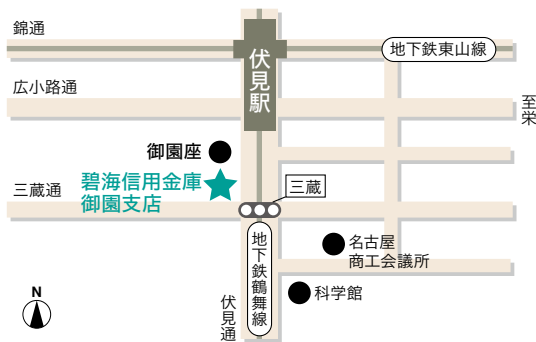 錦通
地下鉄東山線
伏見駅
広小路通
至栄
御園座
碧海信用金庫
御園支店
三蔵通
三蔵
地下鉄鶴舞線
名古屋
商工会議所
科学館
伏見通
N